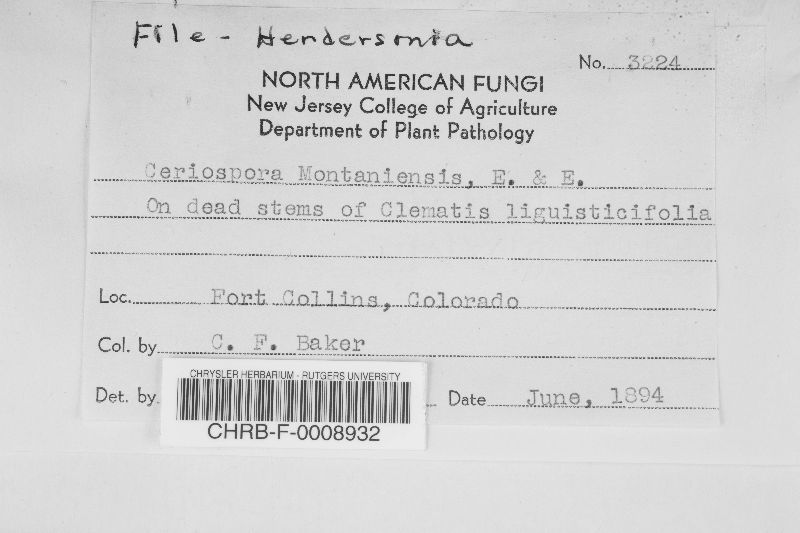 File - Hendersonia
No. 3224
NORTH AMERICAN FUNGI
New Jersey College of Agriculture
Department of Plant Pathology
Ceriospora Montaniensis, E. & E.
On dead stems of Clematis liguisticifolia
Loc. Fort Collins, Colorado
Col. by C. F. Baker
Det. by
Date June, 1894
CHRYSLER HERBARIUM - RUTGERS UNIVERSITY
CHRB-F-0008932